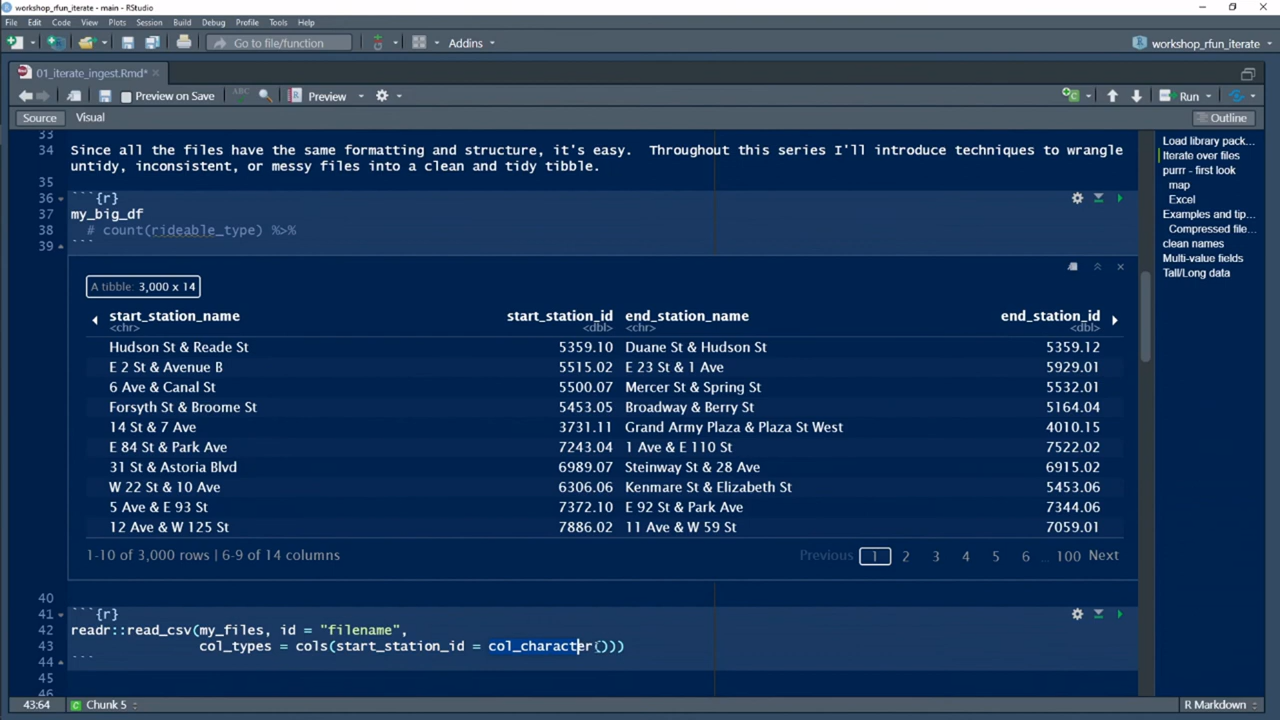 workshop_rfun_iterate - main - RStudio
File Edit Code View Plots Session Build Debug Profile Tools Help
Go to file/function Addins workshop_rfun_iterate
01_iterate_ingest.Rmd*
Preview on Save ABC Preview Run
Source Visual Outline
33
34 Since all the files have the same formatting and structure, it's easy. Throughout this series I'll introduce techniques to wrangle
untidy, inconsistent, or messy files into a clean and tidy tibble.
35
36 ```{r}
37 my_big_df
38 # count(rideable_type) %>%
39 ```
A tibble: 3,000 x 14
start_station_name start_station_id end_station_name end_station_id
<chr> <dbl> <chr> <dbl>
Hudson St & Reade St 5359.10 Duane St & Hudson St 5359.12
E 2 St & Avenue B 5515.02 E 23 St & 1 Ave 5929.01
6 Ave & Canal St 5500.07 Mercer St & Spring St 5532.01
Forsyth St & Broome St 5453.05 Broadway & Berry St 5164.04
14 St & 7 Ave 3731.11 Grand Army Plaza & Plaza St West 4010.15
E 84 St & Park Ave 7243.04 1 Ave & E 110 St 7522.02
31 St & Astoria Blvd 6989.07 Steinway St & 28 Ave 6915.02
W 22 St & 10 Ave 6306.06 Kenmare St & Elizabeth St 5453.06
5 Ave & E 93 St 7372.10 E 92 St & Park Ave 7344.06
12 Ave & W 125 St 7886.02 11 Ave & W 59 St 7059.01
1-10 of 3,000 rows | 6-9 of 14 columns Previous 1 2 3 4 5 6 ... 100 Next
40
41 ```{r}
42 readr::read_csv(my_files, id = "filename",
43 col_types = cols(start_station_id = col_character()))
44 ```
45
46
43:64 Chunk 5 R Markdown
Load library pack...
Iterate over files
purrr - first look
map
Excel
Examples and tip...
Compressed file...
clean names
Multi-value fields
Tall/Long data